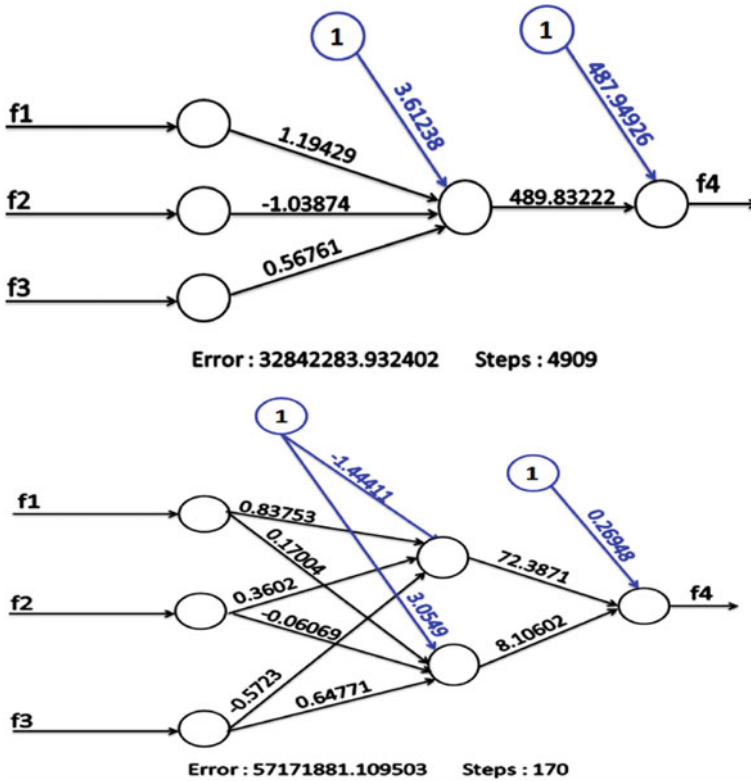 1
1
3.61238
487.94926
f1
1.19429
f2
-1.03874
489.83222
f4
0.56761
f3
Error : 32842283.932402 Steps : 4909
1
-1.44411
1
f1
0.83753
0.26948
0.17004
72.3871
f2
0.3602
3.0549
f4
-0.06069
8.10602
-0.5723
0.64771
f3
Error : 57171881.109503 Steps : 170